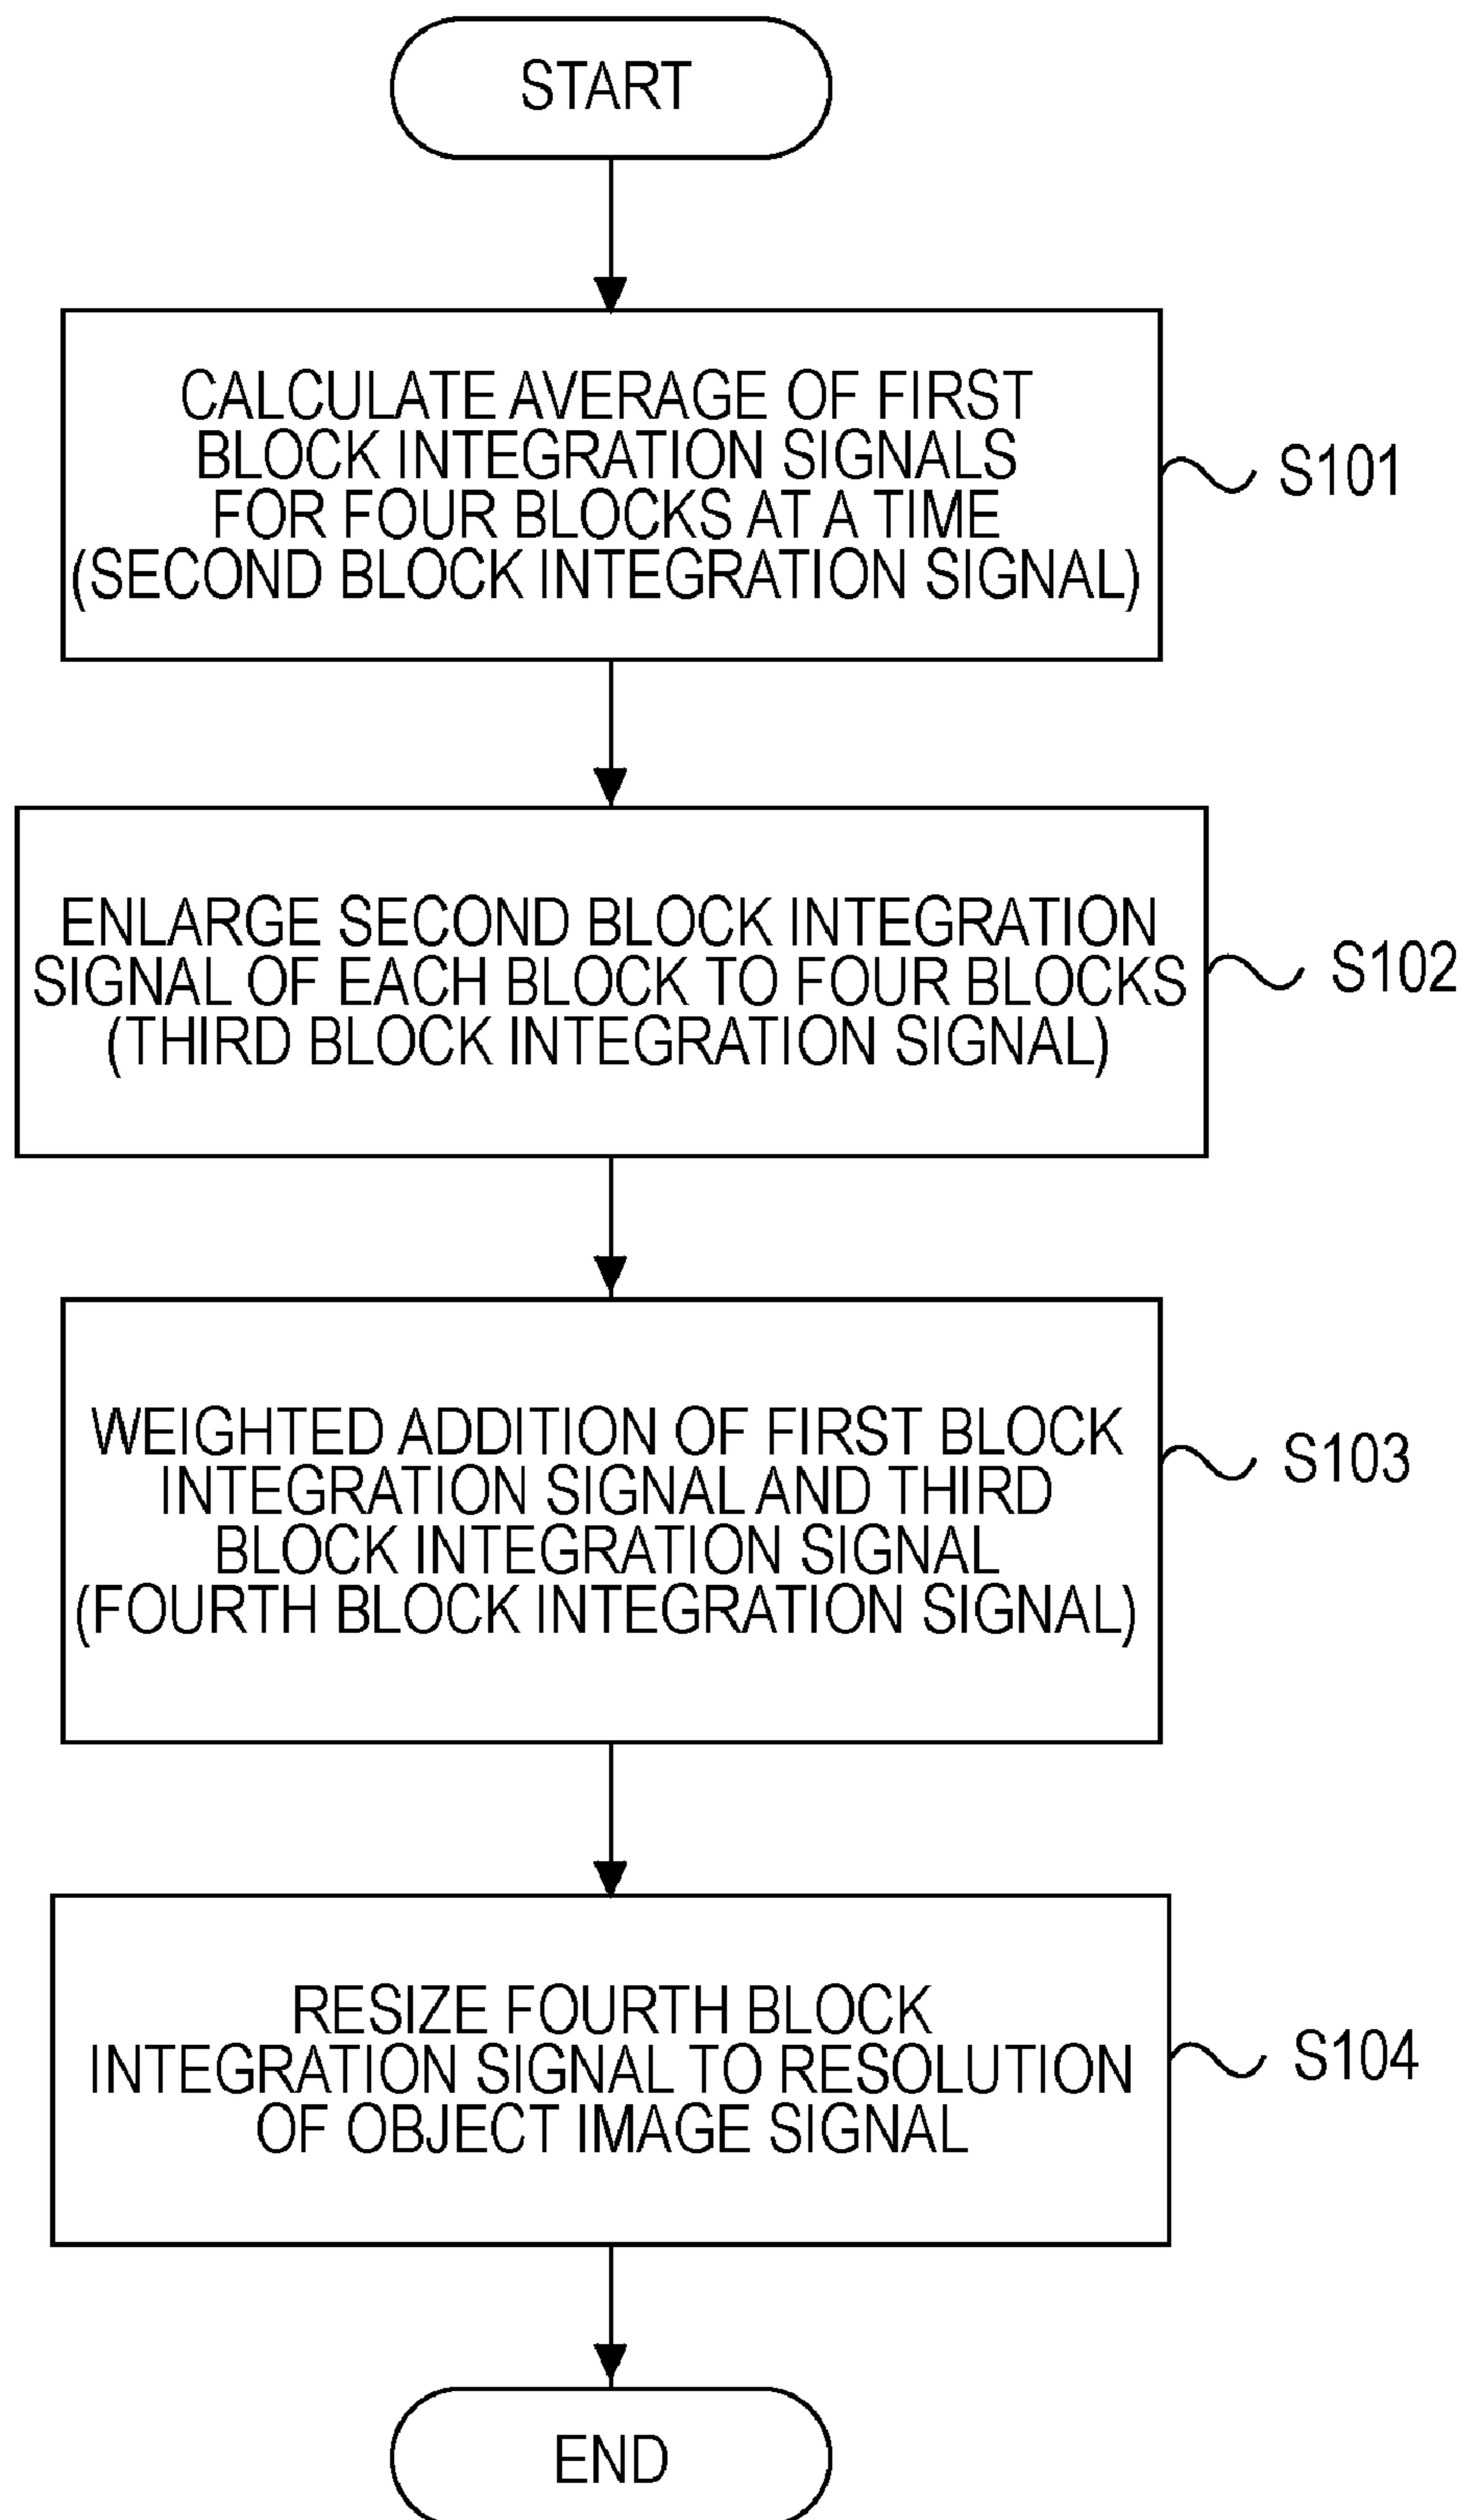 START
CALCULATE AVERAGE OF FIRST
BLOCK INTEGRATION SIGNALS
FOR FOUR BLOCKS AT A TIME
(SECOND BLOCK INTEGRATION SIGNAL)
S101
ENLARGE SECOND BLOCK INTEGRATION
SIGNAL OF EACH BLOCK TO FOUR BLOCKS
(THIRD BLOCK INTEGRATION SIGNAL)
S102
WEIGHTED ADDITION OF FIRST BLOCK
INTEGRATION SIGNAL AND THIRD
BLOCK INTEGRATION SIGNAL
(FOURTH BLOCK INTEGRATION SIGNAL)
S103
RESIZE FOURTH BLOCK
INTEGRATION SIGNAL TO RESOLUTION
OF OBJECT IMAGE SIGNAL
S104
END